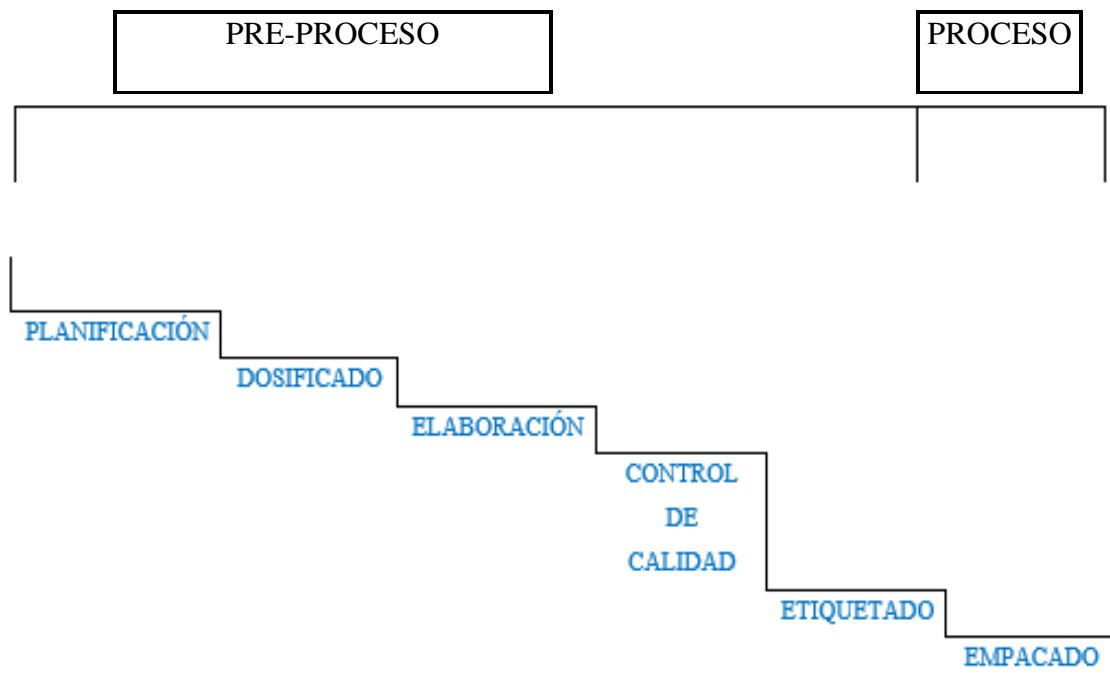 PRE-PROCESO
PROCESO
PLANIFICACIÓN
DOSIFICADO
ELABORACIÓN
CONTROL
DE
CALIDAD
ETIQUETADO
EMPACADO